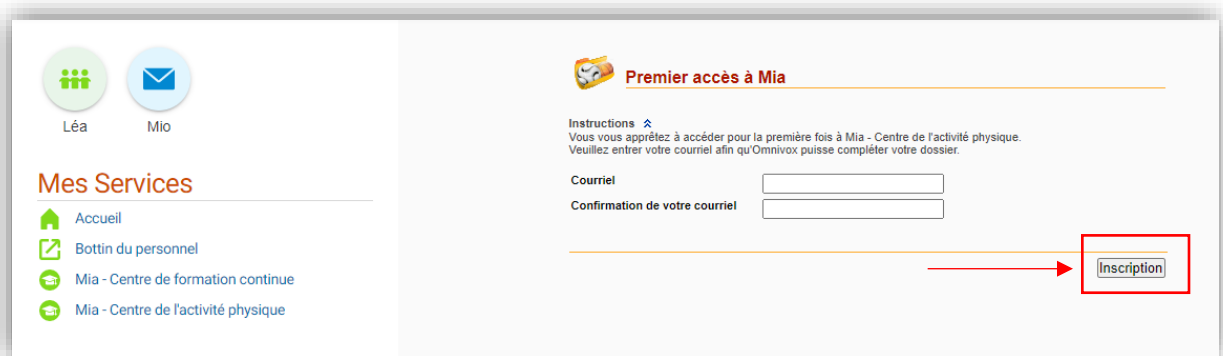 Léa
Mio
Mes Services
Accueil
Bottin du personnel
Mia - Centre de formation continue
Mia - Centre de l'activité physique
Premier accès à Mia
Instructions
Vous vous apprêtez à accéder pour la première fois à Mia - Centre de l'activité physique.
Veuillez entrer votre courriel afin qu'Omnivox puisse compléter votre dossier.
Courriel
Confirmation de votre courriel
Inscription